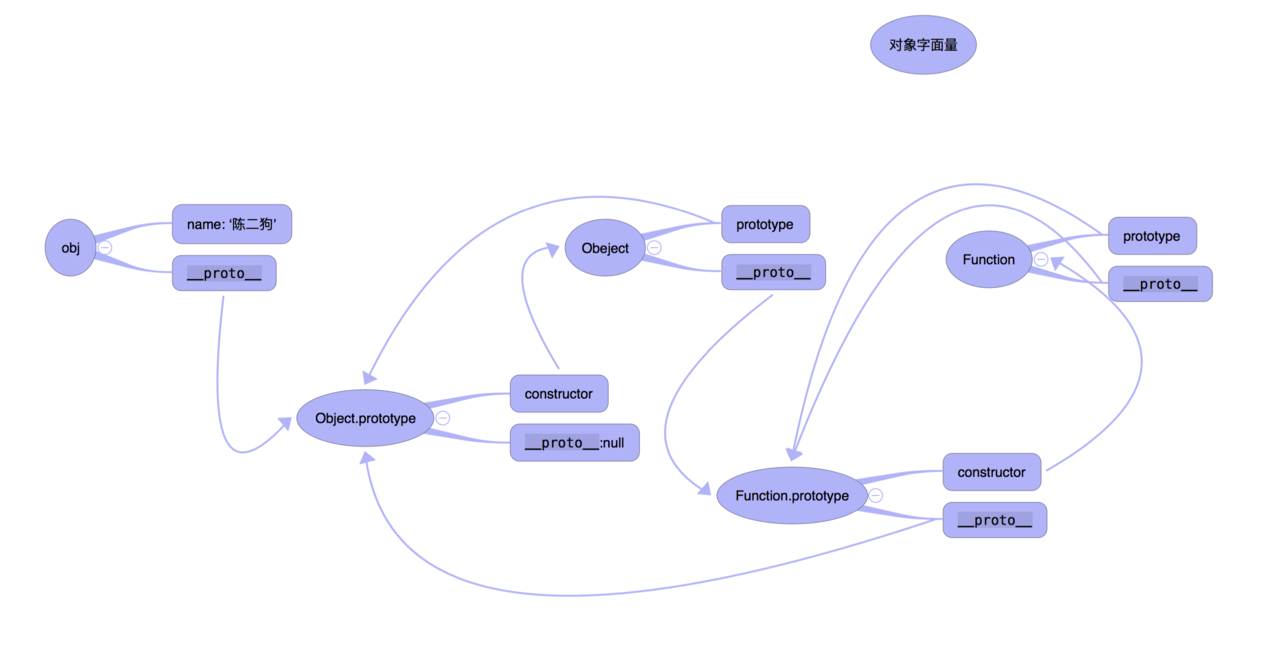 对象字面量
obj
name: ‘陈二狗’
__proto__
Obeject
prototype
__proto__
Function
prototype
__proto__
Object.prototype
constructor
__proto__:null
Function.prototype
constructor
__proto__